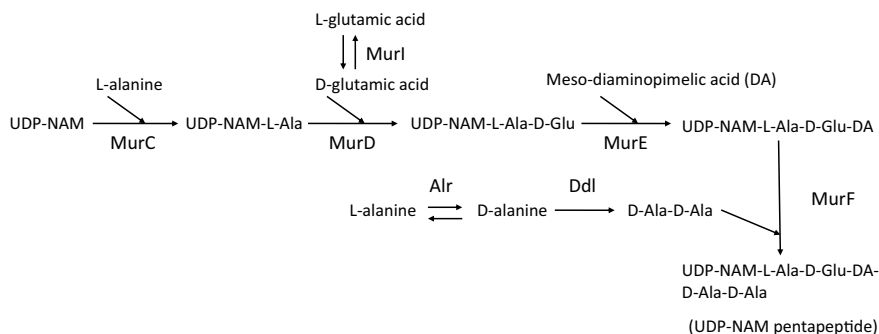 L-glutamic acid
MurI
L-alanine
D-glutamic acid
Meso-diaminopimelic acid (DA)
UDP-NAM
UDP-NAM-L-Ala
UDP-NAM-L-Ala-D-Glu
UDP-NAM-L-Ala-D-Glu-DA
MurC
MurD
MurE
Alr
Ddl
MurF
L-alanine
D-alanine
D-Ala-D-Ala
UDP-NAM-L-Ala-D-Glu-DA-
D-Ala-D-Ala
(UDP-NAM pentapeptide)